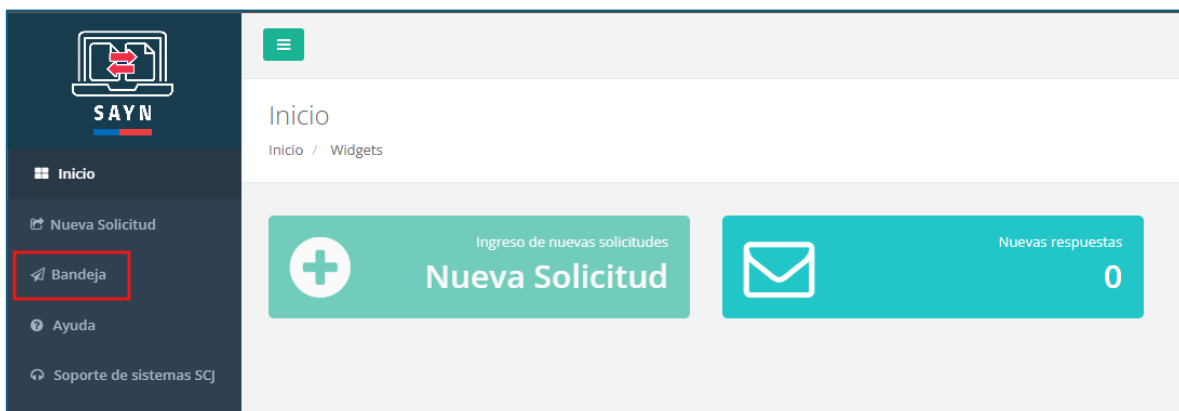 SAYN
Inicio
Nueva Solicitud
Bandeja
Ayuda
Soporte de sistemas SCJ
Inicio
Inicio / Widgets
Ingreso de nuevas solicitudes
Nueva Solicitud
Nuevas respuestas
0